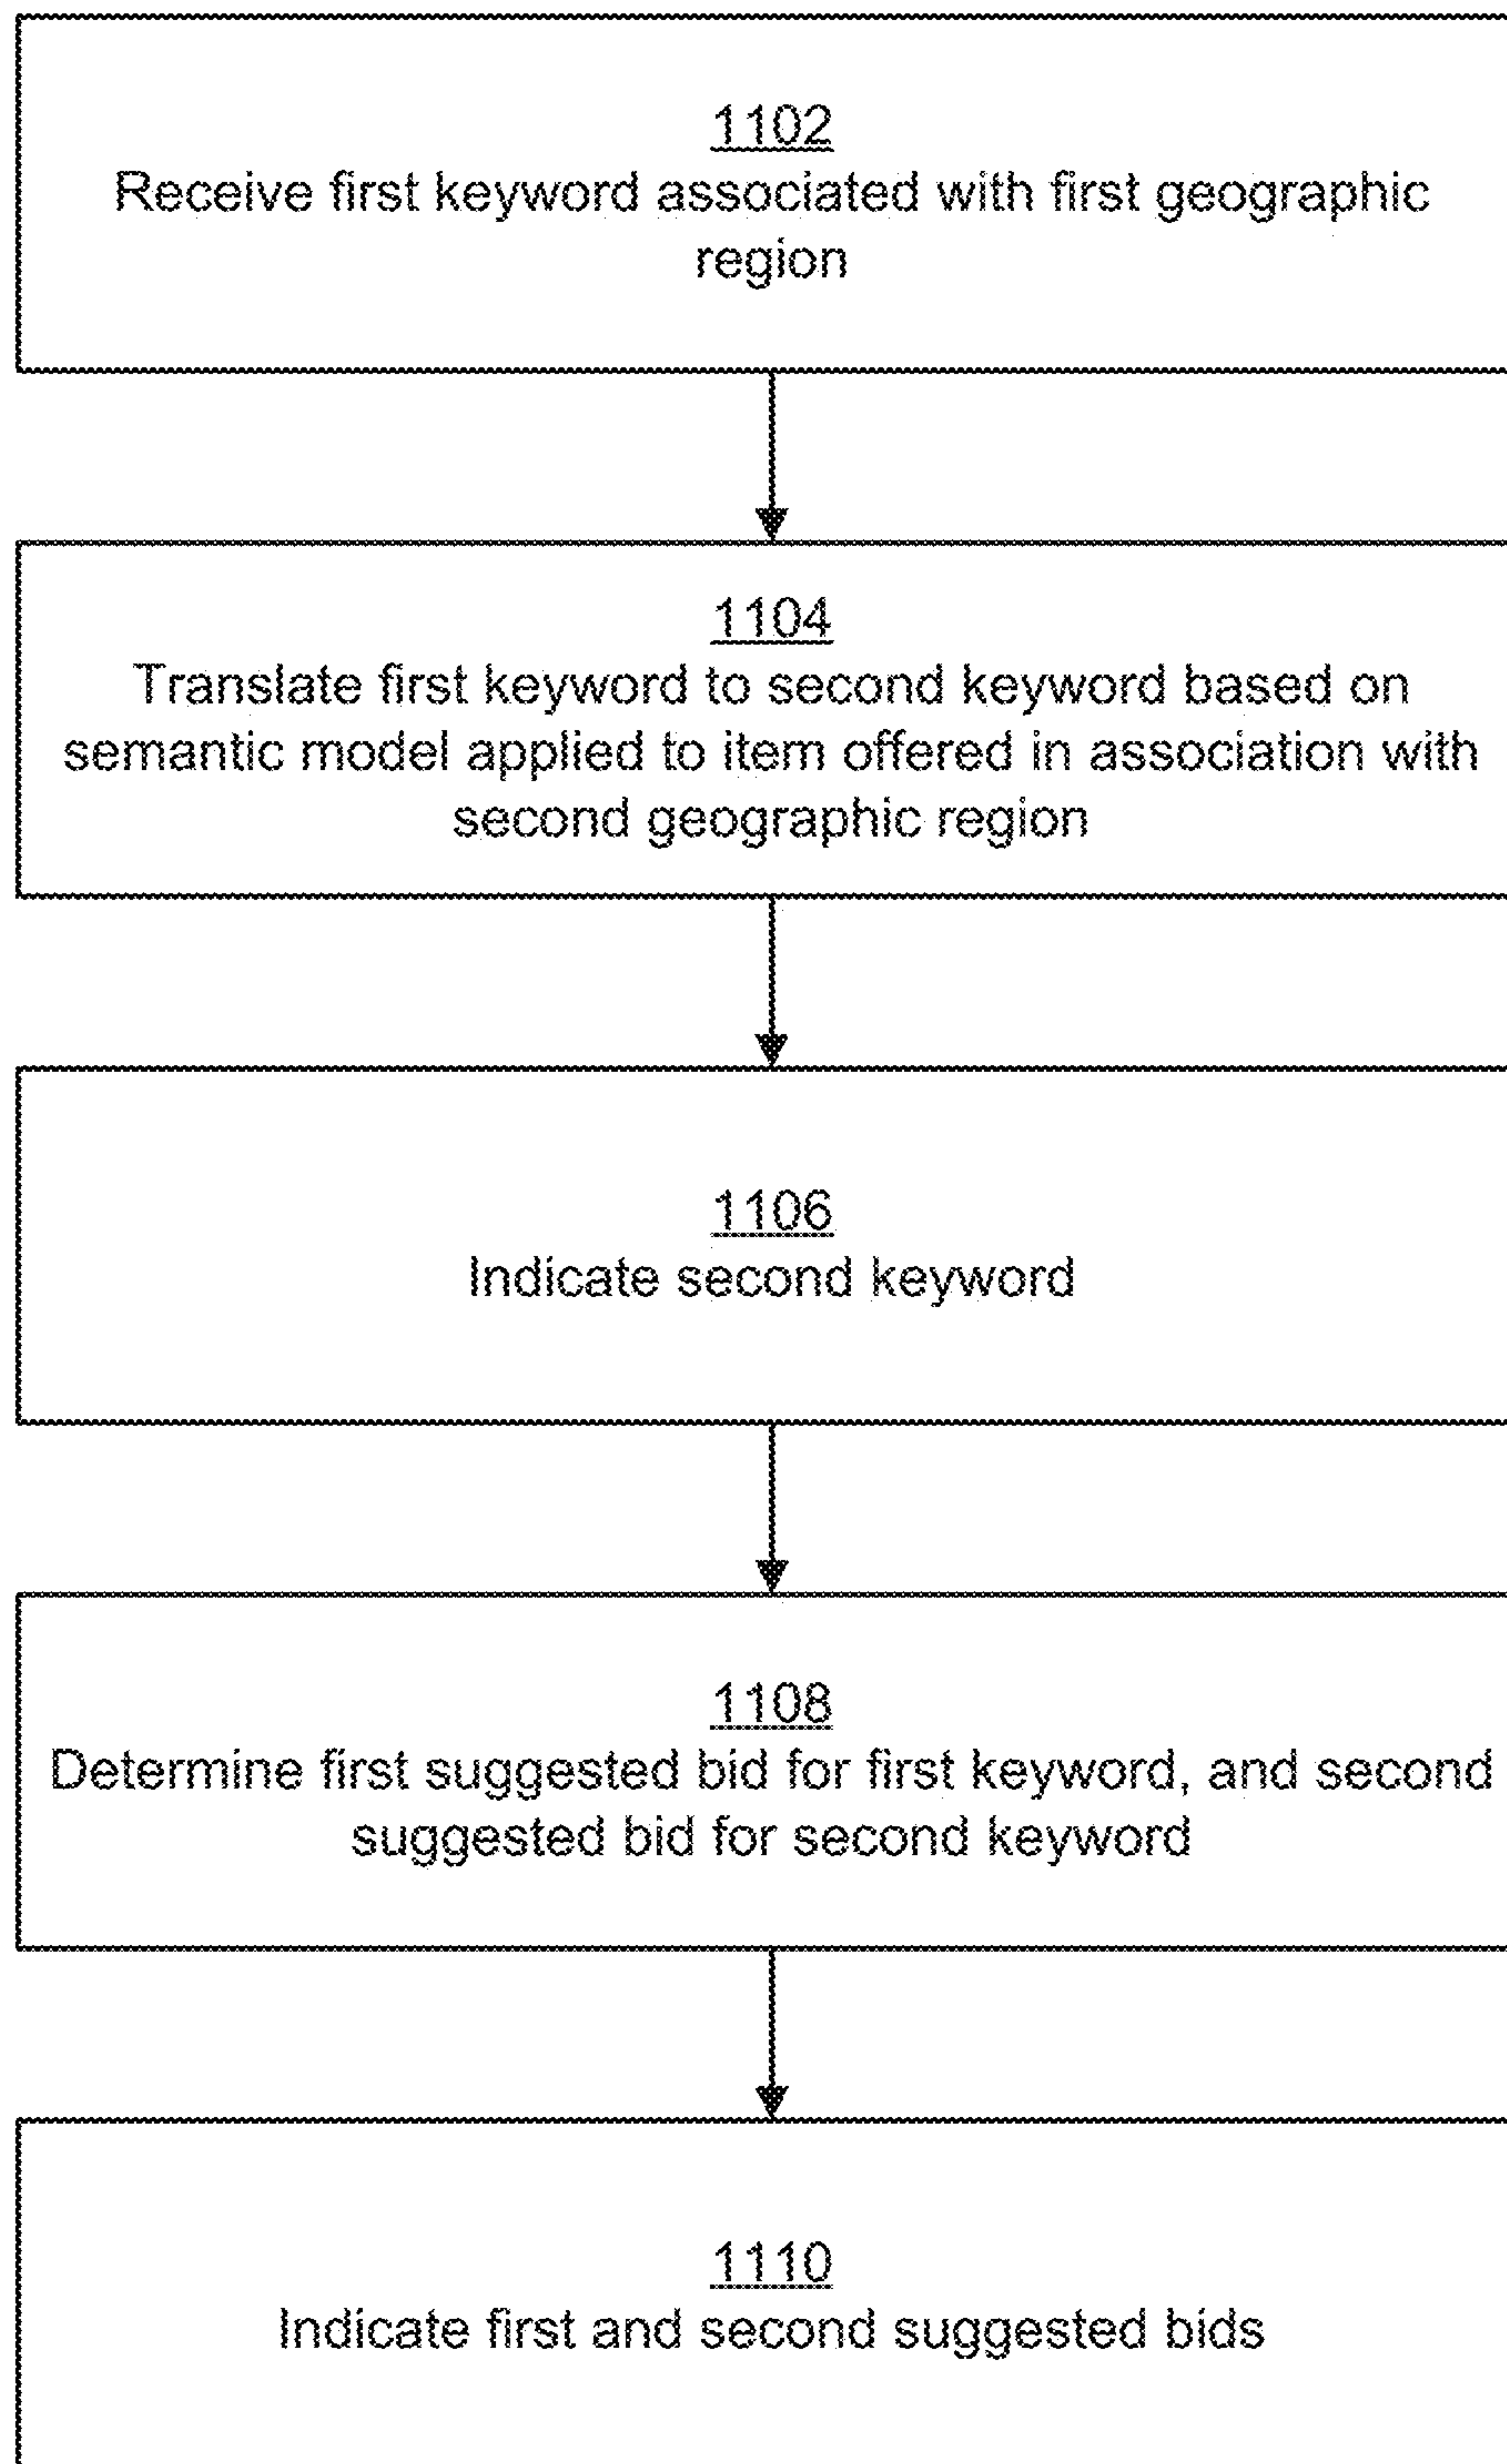 1102
Receive first keyword associated with first geographic
region
1104
Translate first keyword to second keyword based on
semantic model applied to item offered in association with
second geographic region
1106
Indicate second keyword
1108
Determine first suggested bid for first keyword, and second
suggested bid for second keyword
1110
Indicate first and second suggested bids